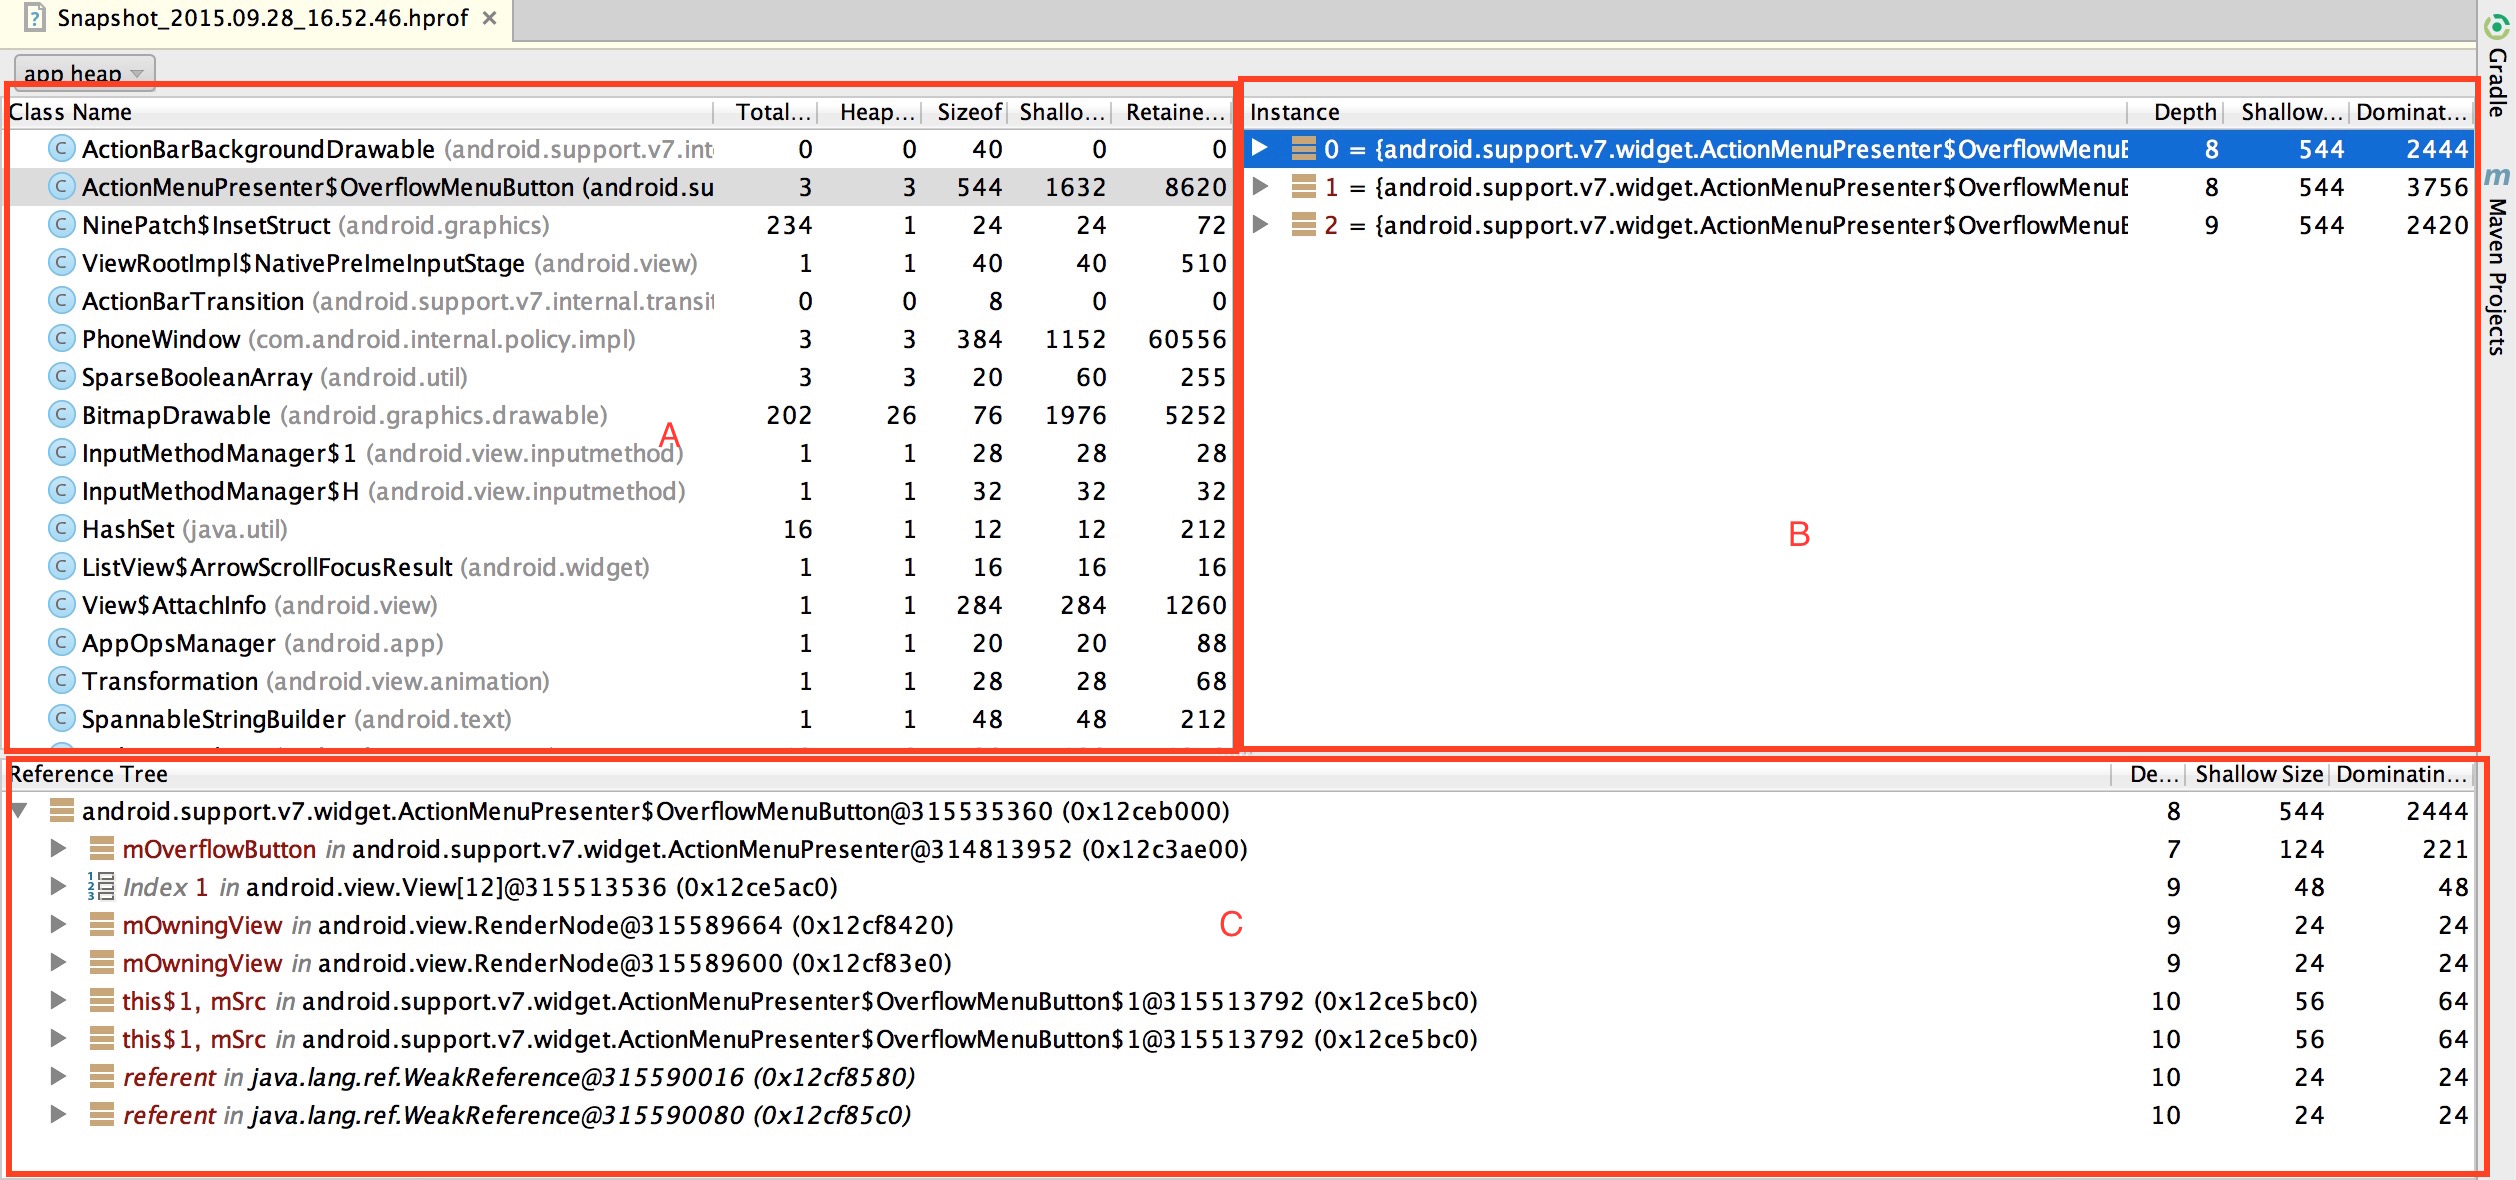 Snapshot_2015.09.28_16.52.46.hprof
app heap
Class Name Total... Heap... Sizeof Shallo... Retaine...
ActionBarBackgroundDrawable (android.support.v7.int 0 0 40 0 0
ActionMenuPresenter$OverflowMenuButton (android.su 3 3 544 1632 8620
NinePatch$InsetStruct (android.graphics) 234 1 24 24 72
ViewRootImpl$NativePreImeInputStage (android.view) 1 1 40 40 510
ActionBarTransition (android.support.v7.internal.transit 0 0 8 0 0
PhoneWindow (com.android.internal.policy.impl) 3 3 384 1152 60556
SparseBooleanArray (android.util) 3 3 20 60 255
BitmapDrawable (android.graphics.drawable) 202 26 76 1976 5252
A
InputMethodManager$1 (android.view.inputmethod) 1 1 28 28 28
InputMethodManager$H (android.view.inputmethod) 1 1 32 32 32
HashSet (java.util) 16 1 12 12 212
ListView$ArrowScrollFocusResult (android.widget) 1 1 16 16 16
View$AttachInfo (android.view) 1 1 284 284 1260
AppOpsManager (android.app) 1 1 20 20 88
Transformation (android.view.animation) 1 1 28 28 68
SpannableStringBuilder (android.text) 1 1 48 48 212
Instance Depth Shallow... Dominat...
0 = {android.support.v7.widget.ActionMenuPresenter$OverflowMenuE 8 544 2444
1 = {android.support.v7.widget.ActionMenuPresenter$OverflowMenuE 8 544 3756
2 = {android.support.v7.widget.ActionMenuPresenter$OverflowMenuE 9 544 2420
B
Reference Tree De... Shallow Size Dominatin...
android.support.v7.widget.ActionMenuPresenter$OverflowMenuButton@315535360 (0x12ceb000) 8 544 2444
mOverflowButton in android.support.v7.widget.ActionMenuPresenter@314813952 (0x12c3ae00) 7 124 221
Index 1 in android.view.View[12]@315513536 (0x12ce5ac0) 9 48 48
mOwningView in android.view.RenderNode@315589664 (0x12cf8420) 9 24 24
C
mOwningView in android.view.RenderNode@315589600 (0x12cf83e0) 9 24 24
this$1, mSrc in android.support.v7.widget.ActionMenuPresenter$OverflowMenuButton$1@315513792 (0x12ce5bc0) 10 56 64
this$1, mSrc in android.support.v7.widget.ActionMenuPresenter$OverflowMenuButton$1@315513792 (0x12ce5bc0) 10 56 64
referent in java.lang.ref.WeakReference@315590016 (0x12cf8580) 10 24 24
referent in java.lang.ref.WeakReference@315590080 (0x12cf85c0) 10 24 24
Gradle
m Maven Projects